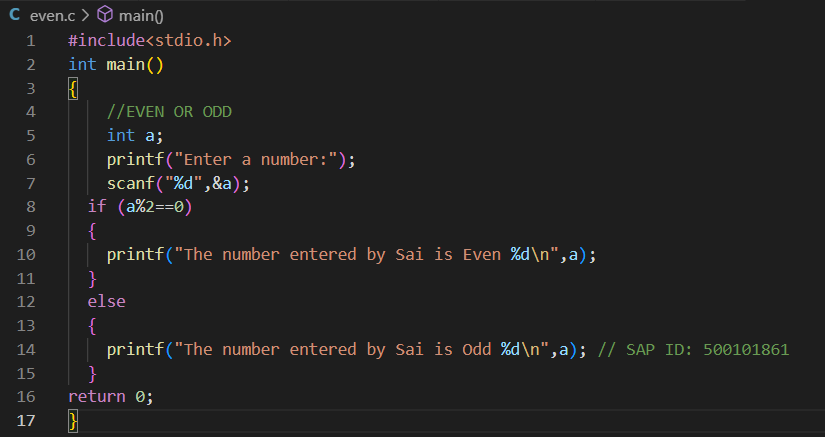 C even.c > main()
1 #include<stdio.h>
2 int main()
3 {
4 //EVEN OR ODD
5 int a;
6 printf("Enter a number:");
7 scanf("%d",&a);
8 if (a%2==0)
9 {
10 printf("The number entered by Sai is Even %d\n",a);
11 }
12 else
13 {
14 printf("The number entered by Sai is Odd %d\n",a); // SAP ID: 500101861
15 }
16 return 0;
17 }